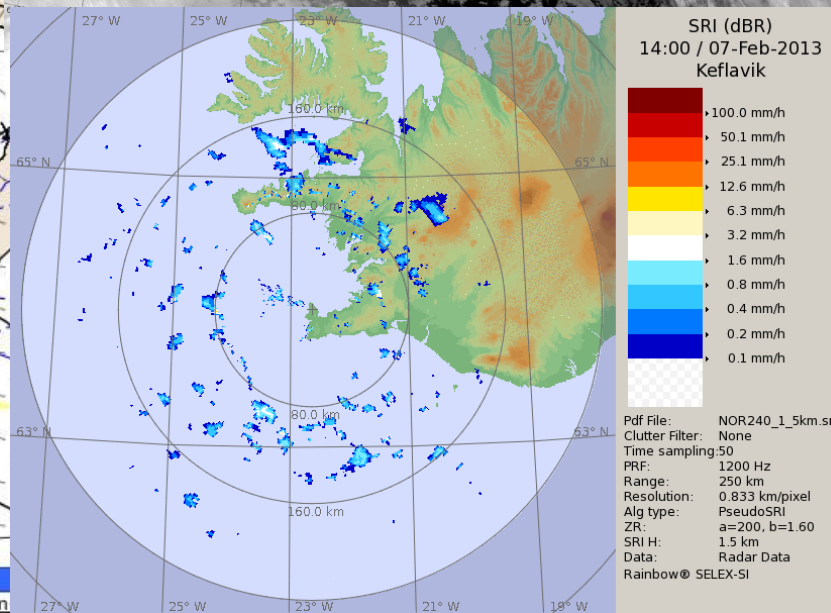 27° W 25° W 23° W 21° W 19° W
160.0 km
65° N 65° N
80.0 km
80.0 km
63° N 63° N
160.0 km
27° W 25° W 23° W 21° W 19° W
SRI (dBR)
14:00 / 07-Feb-2013
Keflavik
100.0 mm/h
50.1 mm/h
25.1 mm/h
12.6 mm/h
6.3 mm/h
3.2 mm/h
1.6 mm/h
0.8 mm/h
0.4 mm/h
0.2 mm/h
0.1 mm/h
Pdf File: NOR240_1_5km.sr
Clutter Filter: None
Time sampling:50
PRF: 1200 Hz
Range: 250 km
Resolution: 0.833 km/pixel
Alg type: PseudoSRI
ZR: a=200, b=1.60
SRI H: 1.5 km
Data: Radar Data
Rainbow® SELEX-SI